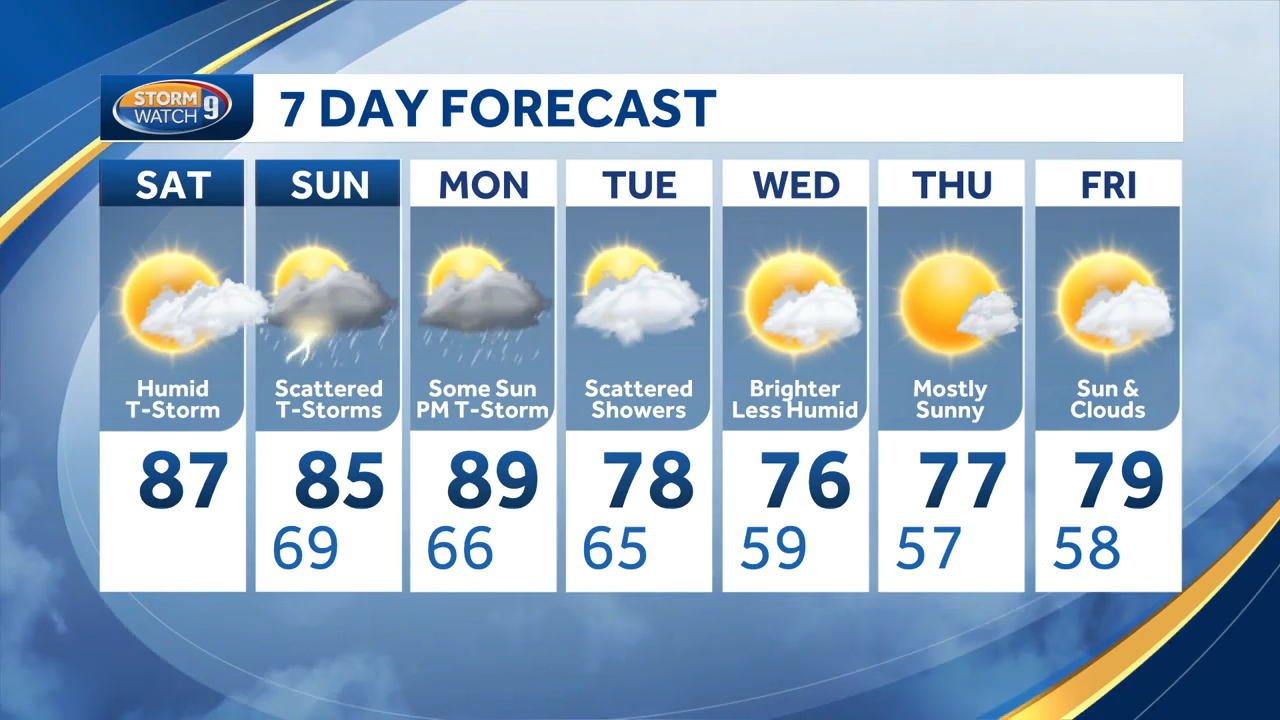 STORM
WATCH 9
7 DAY FORECAST
SAT
Humid
T-Storm
87
SUN
Scattered
T-Storms
85
69
MON
Some Sun
PM T-Storm
89
66
TUE
Scattered
Showers
78
65
WED
Brighter
Less Humid
76
59
THU
Mostly
Sunny
77
57
FRI
Sun &
Clouds
79
58